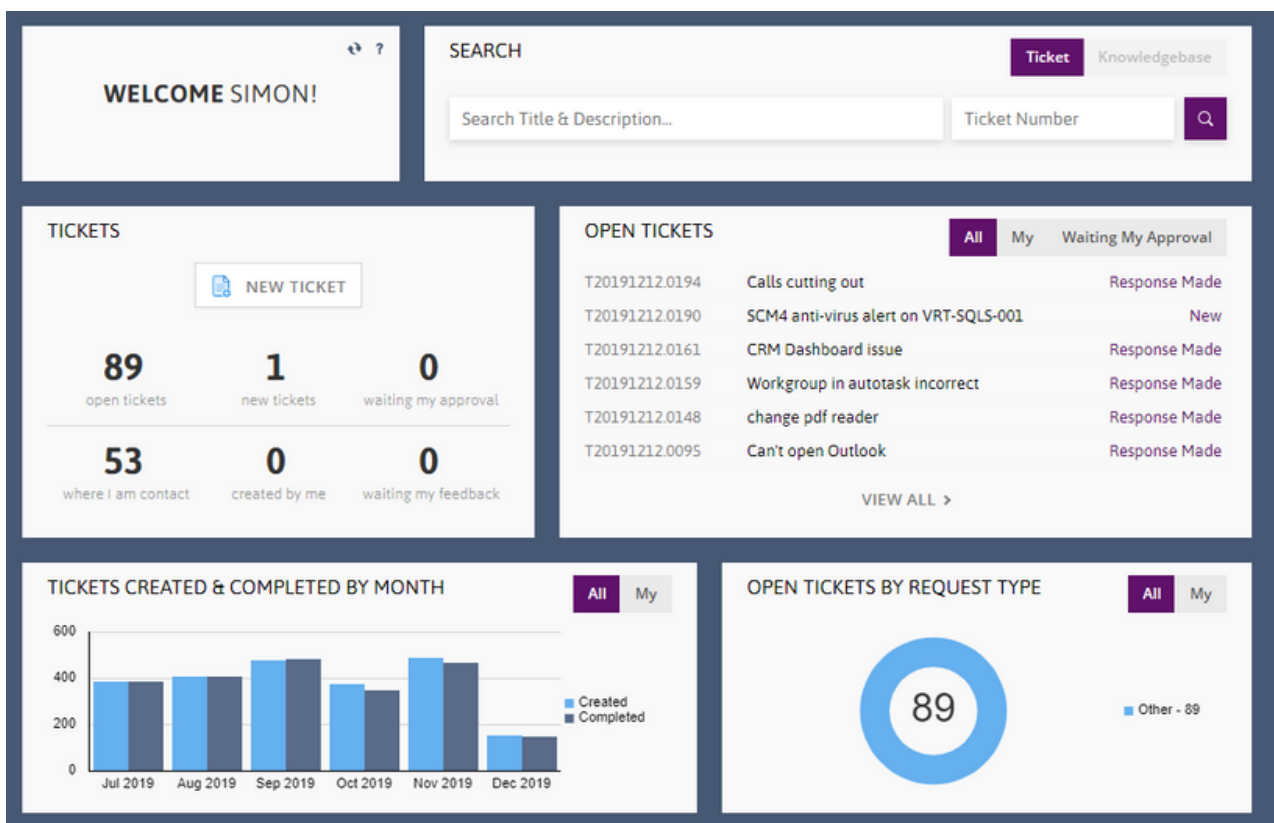 ?
WELCOME SIMON!
SEARCH
Ticket
Knowledgebase
Search Title & Description...
Ticket Number
TICKETS
NEW TICKET
89 1 0
open tickets new tickets waiting my approval
53 0 0
where I am contact created by me waiting my feedback
OPEN TICKETS
All My Waiting My Approval
T20191212.0194 Calls cutting out Response Made
T20191212.0190 SCM4 anti-virus alert on VRT-SQLS-001 New
T20191212.0161 CRM Dashboard issue Response Made
T20191212.0159 Workgroup in autotask incorrect Response Made
T20191212.0148 change pdf reader Response Made
T20191212.0095 Can't open Outlook Response Made
VIEW ALL >
TICKETS CREATED & COMPLETED BY MONTH
All My
600
400
200
0
Jul 2019 Aug 2019 Sep 2019 Oct 2019 Nov 2019 Dec 2019
Created
Completed
OPEN TICKETS BY REQUEST TYPE
All My
89
Other - 89